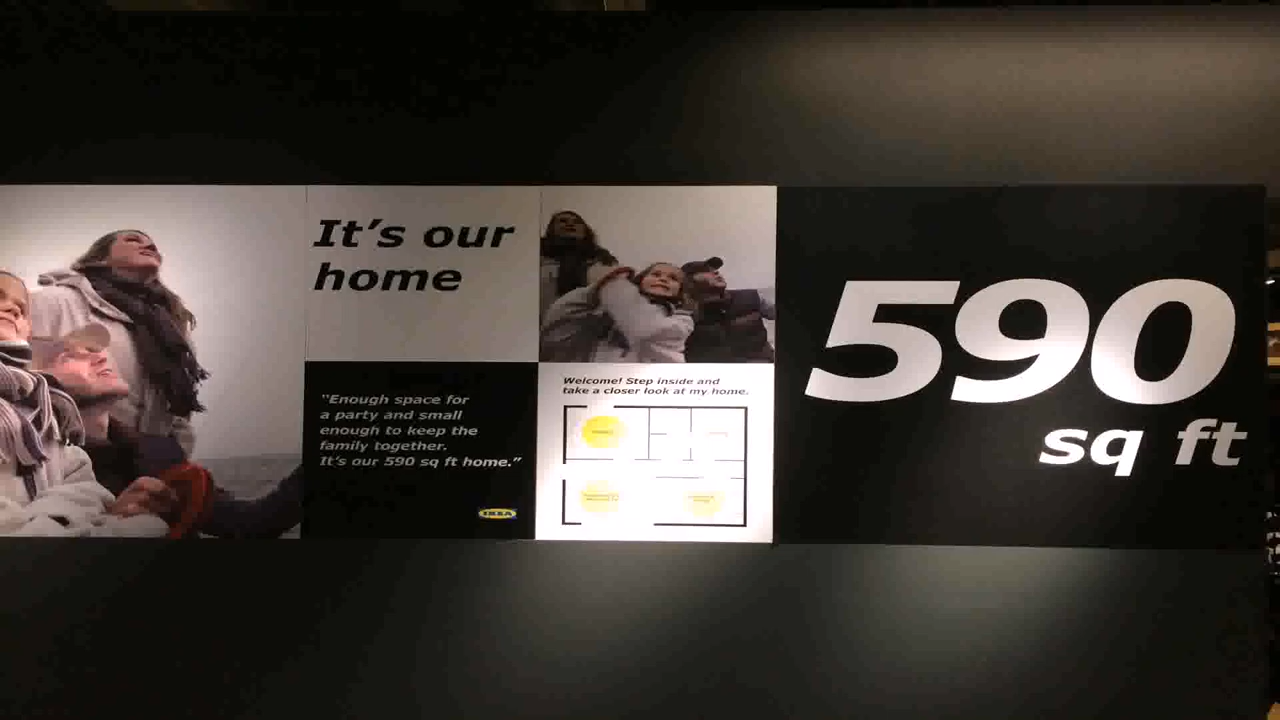 It's our
home
"Enough space for
a party and small
enough to keep the
family together.
It's our 590 sq ft home."
IKEA
Welcome! Step inside and
take a closer look at my home.
590
sq ft